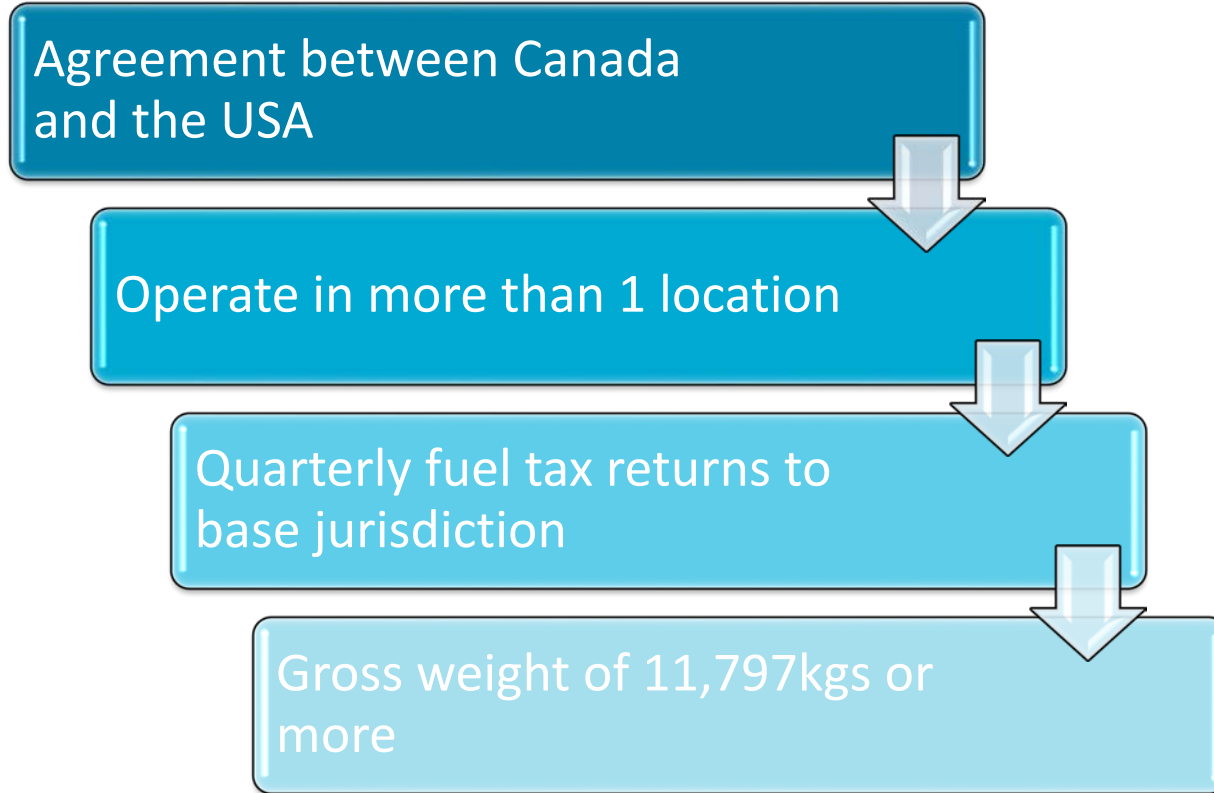 Agreement between Canada
and the USA
Operate in more than 1 location
Quarterly fuel tax returns to
base jurisdiction
Gross weight of 11,797kgs or
more